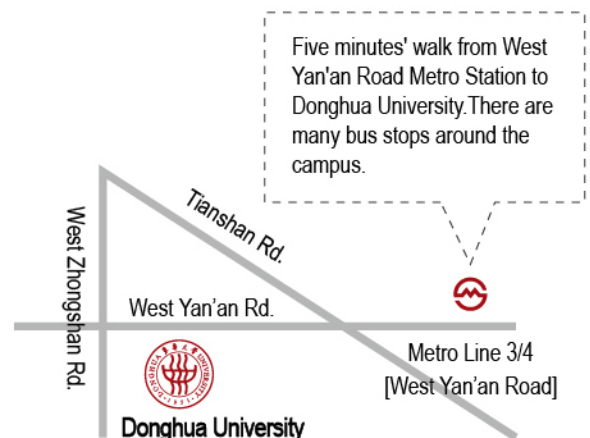 Five minutes' walk from West
Yan'an Road Metro Station to
Donghua University.There are
many bus stops around the
campus.
Tianshan Rd.
West Zhongshan Rd.
West Yan’an Rd.
Metro Line 3/4
[West Yan’an Road]
Donghua University